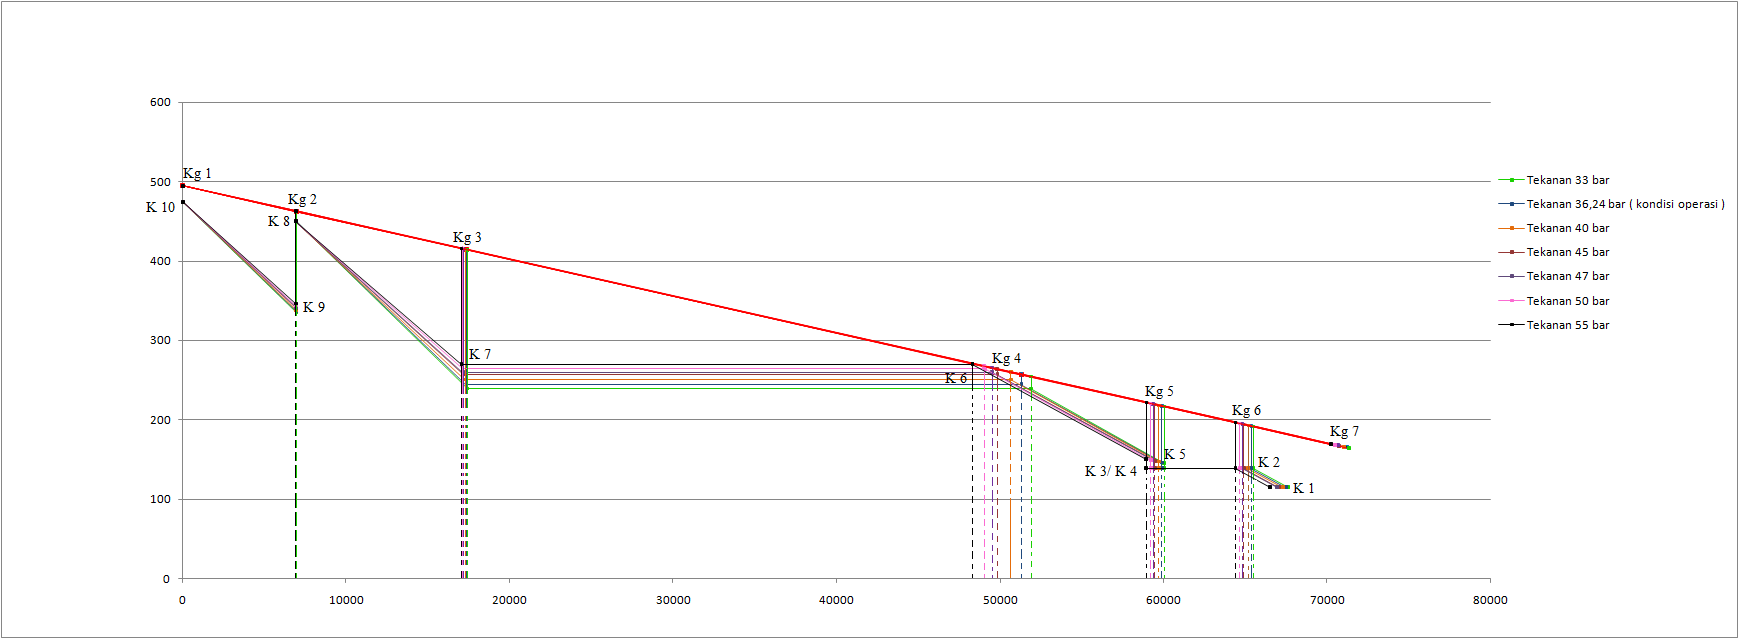 600
500
400
300
200
100
0
0
10000
20000
30000
40000
50000
60000
70000
80000
Kg 1
K 10
Kg 2
K 8
K 9
Kg 3
K 7
Kg 4
K 6
Kg 5
K 5
K 3/ K 4
Kg 6
K 2
K 1
Kg 7
Tekanan 33 bar
Tekanan 36,24 bar ( kondisi operasi )
Tekanan 40 bar
Tekanan 45 bar
Tekanan 47 bar
Tekanan 50 bar
Tekanan 55 bar